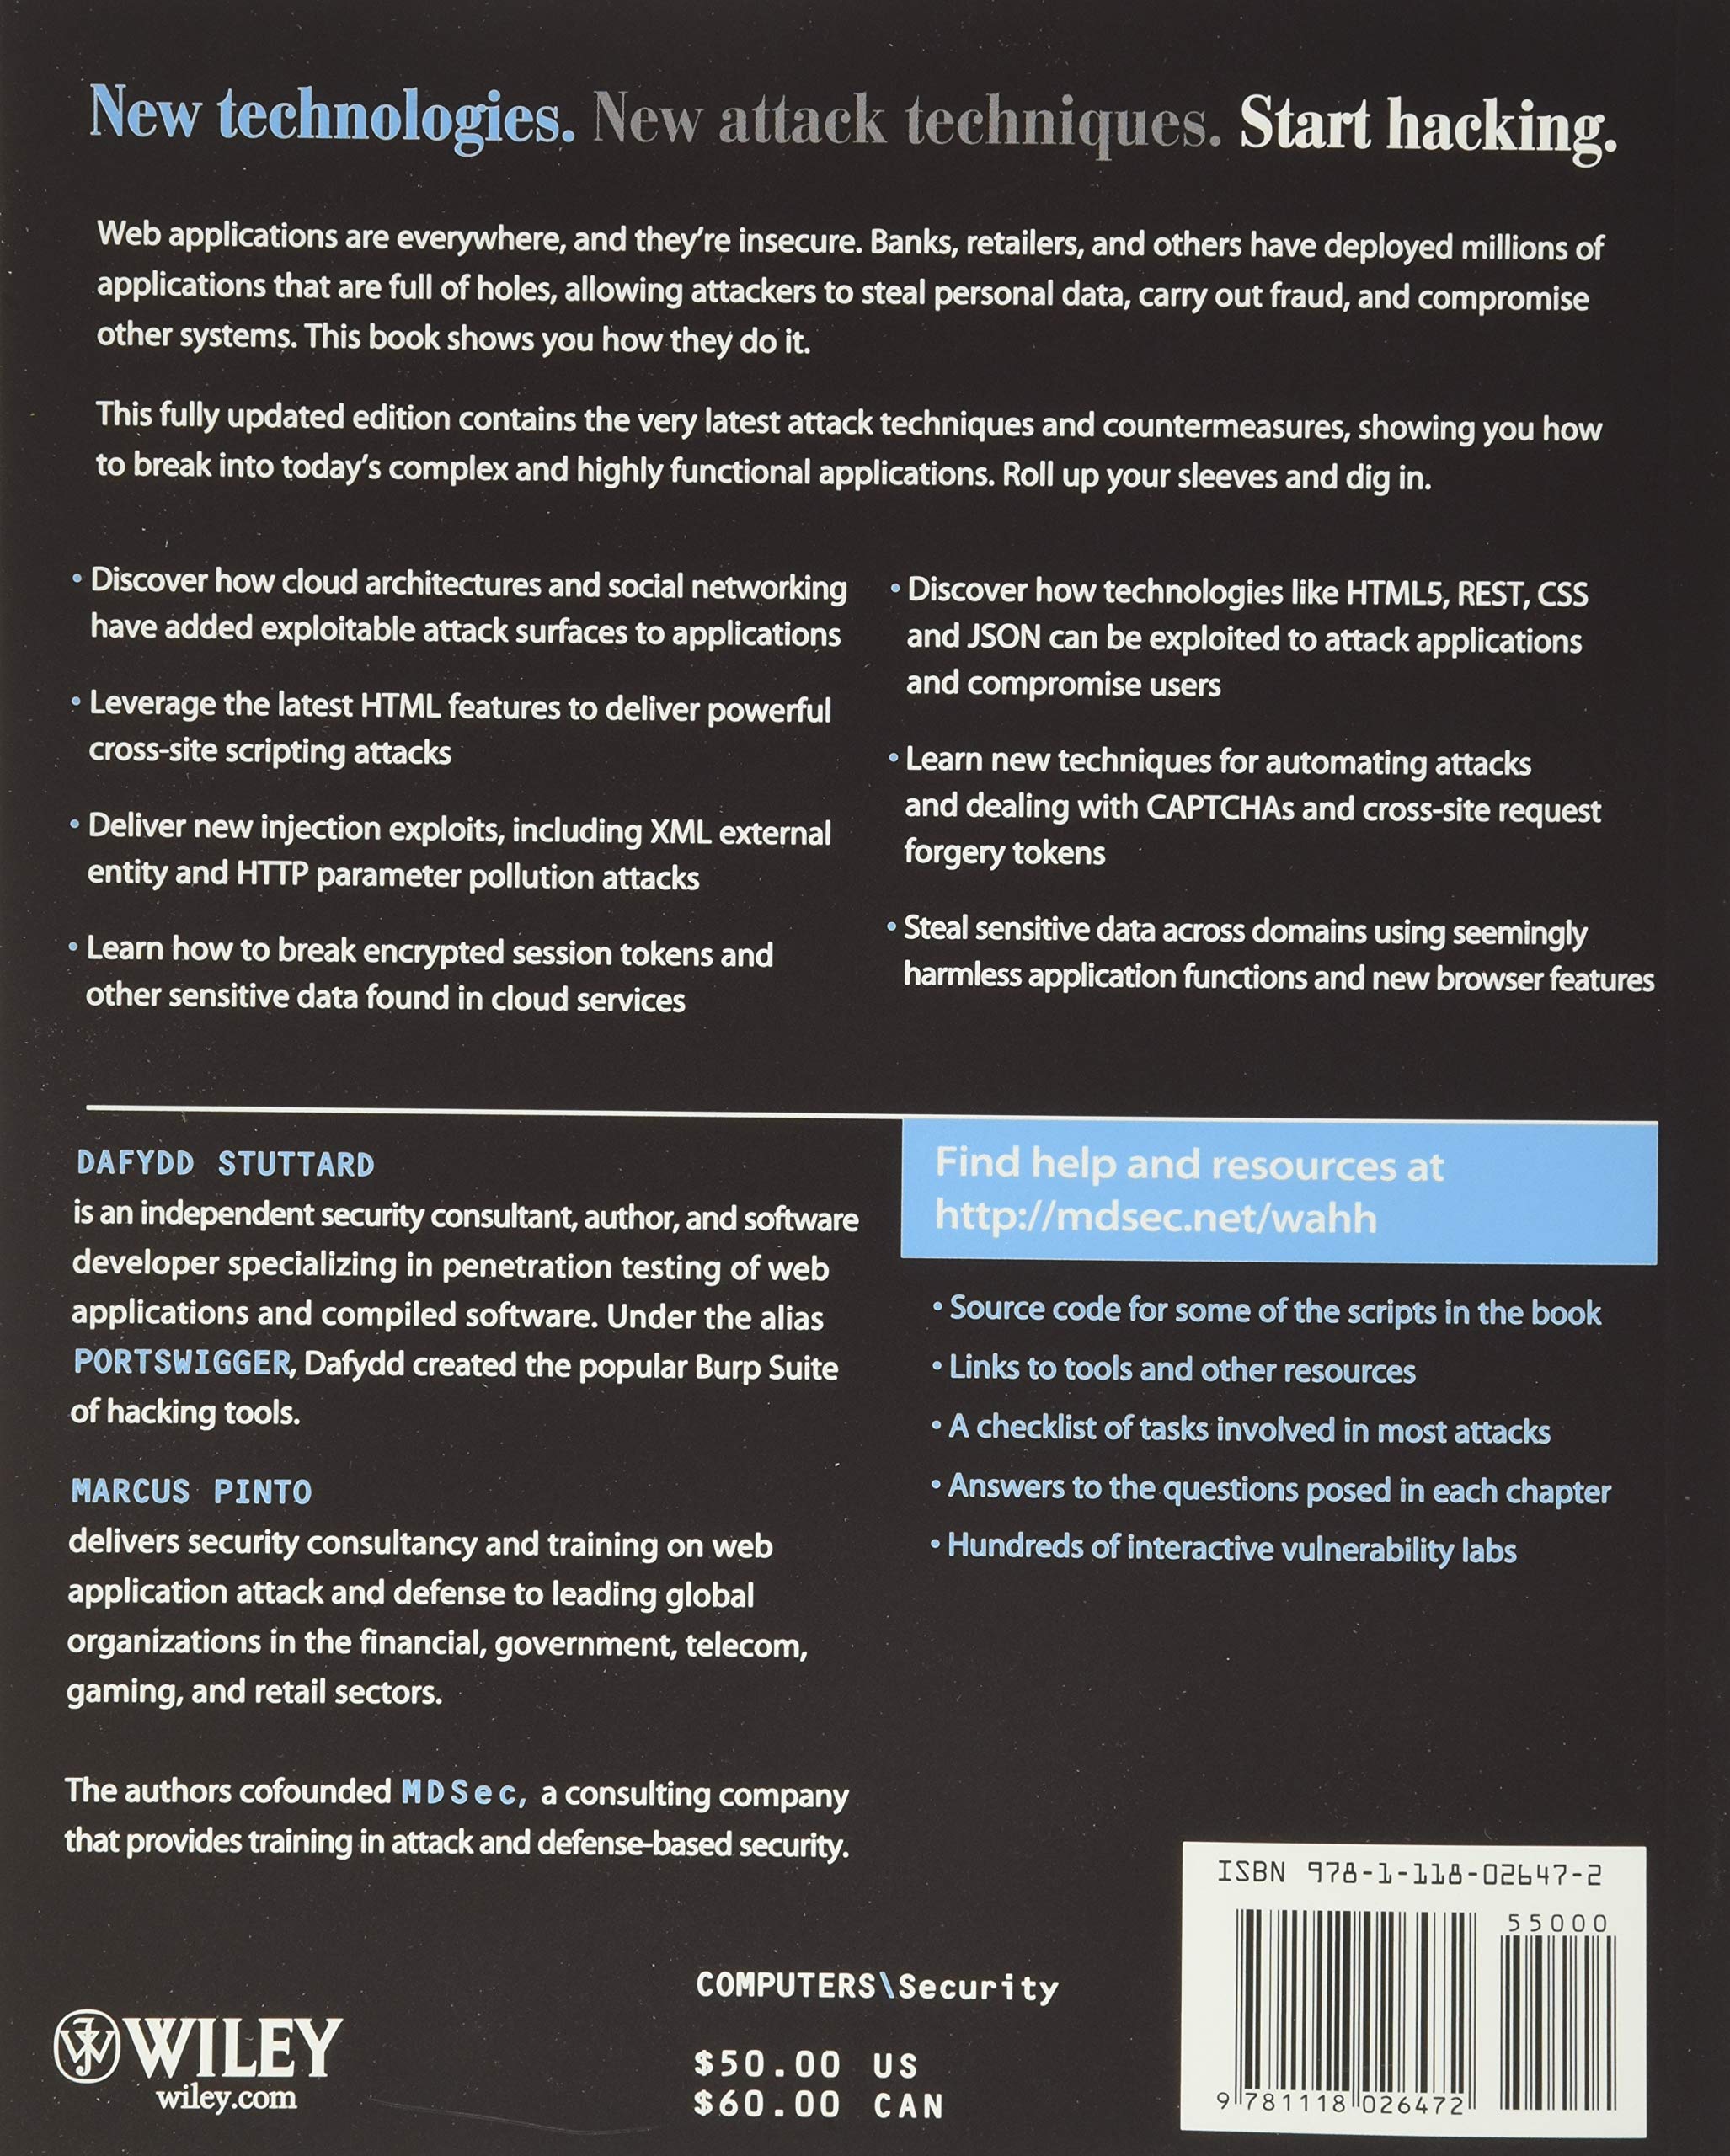 New technologies. New attack techniques. Start hacking.
Web applications are everywhere, and they're insecure. Banks, retailers, and others have deployed millions of
applications that are full of holes, allowing attackers to steal personal data, carry out fraud, and compromise
other systems. This book shows you how they do it.
This fully updated edition contains the very latest attack techniques and countermeasures, showing you how
to break into today's complex and highly functional applications. Roll up your sleeves and dig in.
• Discover how cloud architectures and social networking
have added exploitable attack surfaces to applications
• Leverage the latest HTML features to deliver powerful
cross-site scripting attacks
• Deliver new injection exploits, including XML external
entity and HTTP parameter pollution attacks
• Learn how to break encrypted session tokens and
other sensitive data found in cloud services
• Discover how technologies like HTML5, REST, CSS
and JSON can be exploited to attack applications
and compromise users
• Learn new techniques for automating attacks
and dealing with CAPTCHAs and cross-site request
forgery tokens
• Steal sensitive data across domains using seemingly
harmless application functions and new browser features
DAFYDD STUTTARD
is an independent security consultant, author, and software
developer specializing in penetration testing of web
applications and compiled software. Under the alias
PORTSWIGGER, Dafydd created the popular Burp Suite
of hacking tools.
MARCUS PINTO
delivers security consultancy and training on web
application attack and defense to leading global
organizations in the financial, government, telecom,
gaming, and retail sectors.
The authors cofounded MDSec, a consulting company
that provides training in attack and defense-based security.
Find help and resources at
http://mdsec.net/wahh
• Source code for some of the scripts in the book
• Links to tools and other resources
• A checklist of tasks involved in most attacks
• Answers to the questions posed in each chapter
• Hundreds of interactive vulnerability labs
WILEY
wiley.com
COMPUTERS\Security
$50.00 US
$60.00 CAN
ISBN 978-1-118-02647-2
55000
9 781118 026472